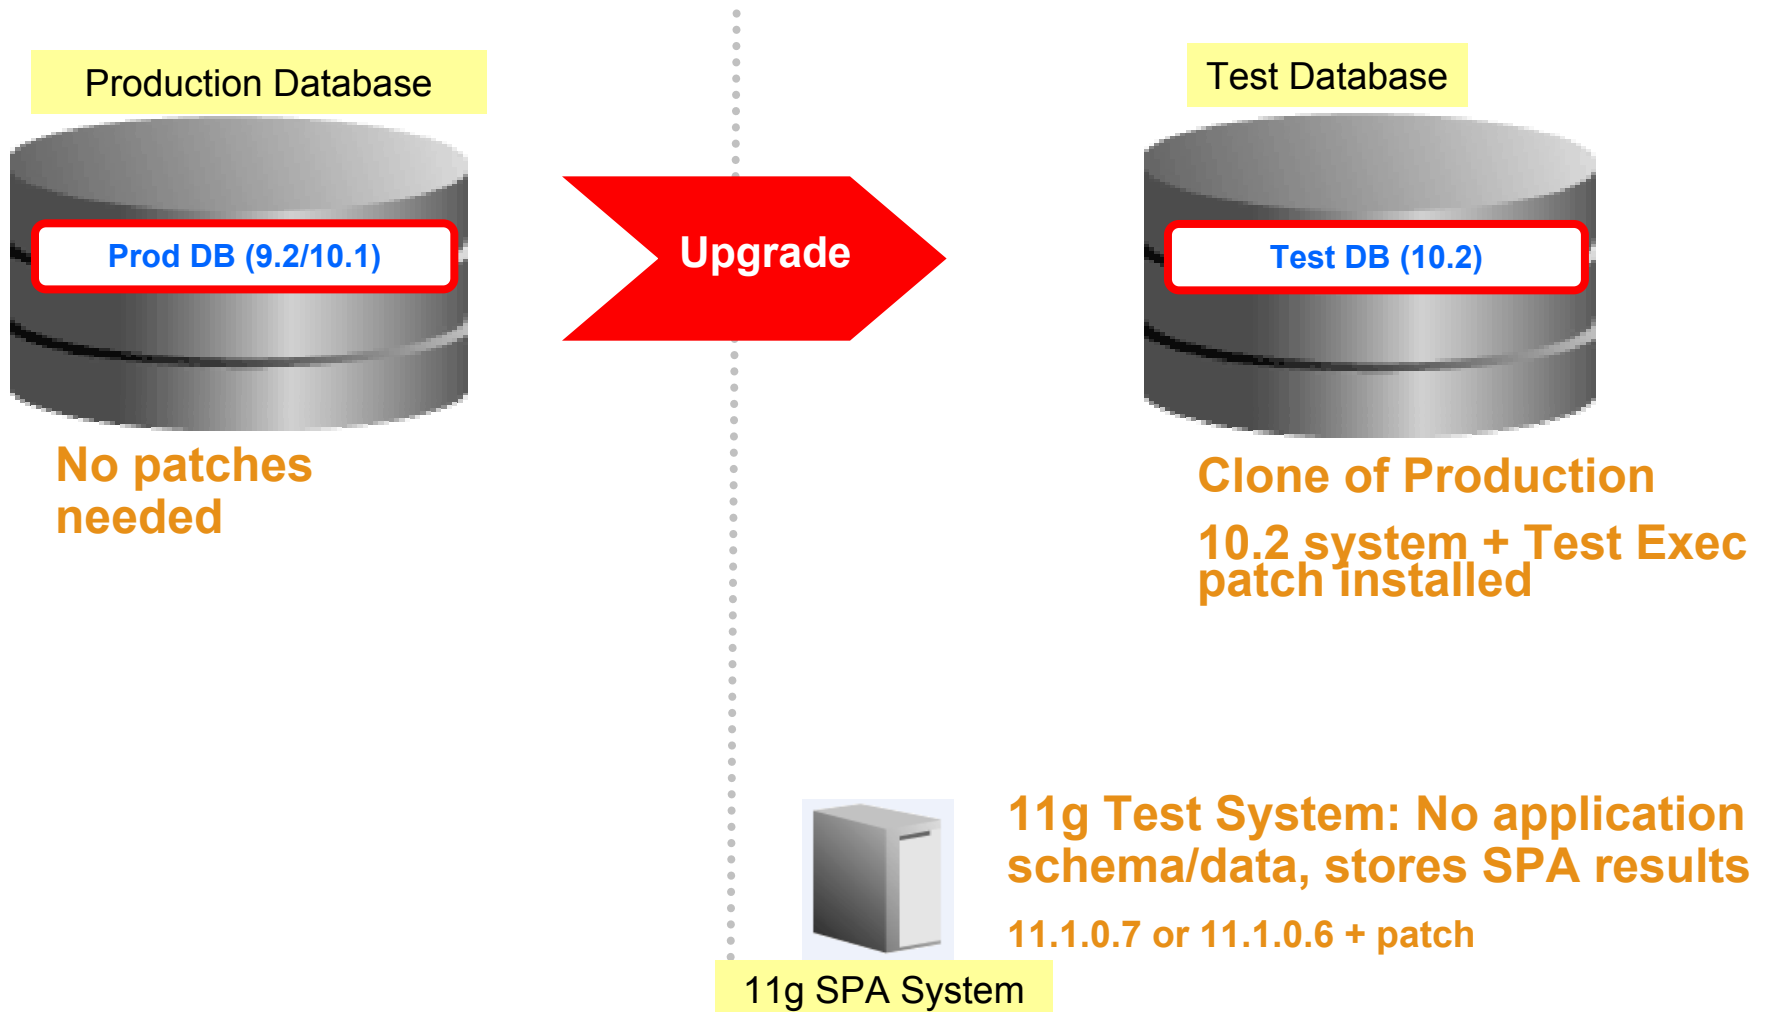 Production Database
Test Database
Prod DB (9.2/10.1)
Upgrade
Test DB (10.2)
No patches
needed
Clone of Production
10.2 system + Test Exec
patch installed
11g Test System: No application
schema/data, stores SPA results
11.1.0.7 or 11.1.0.6 + patch
11g SPA System